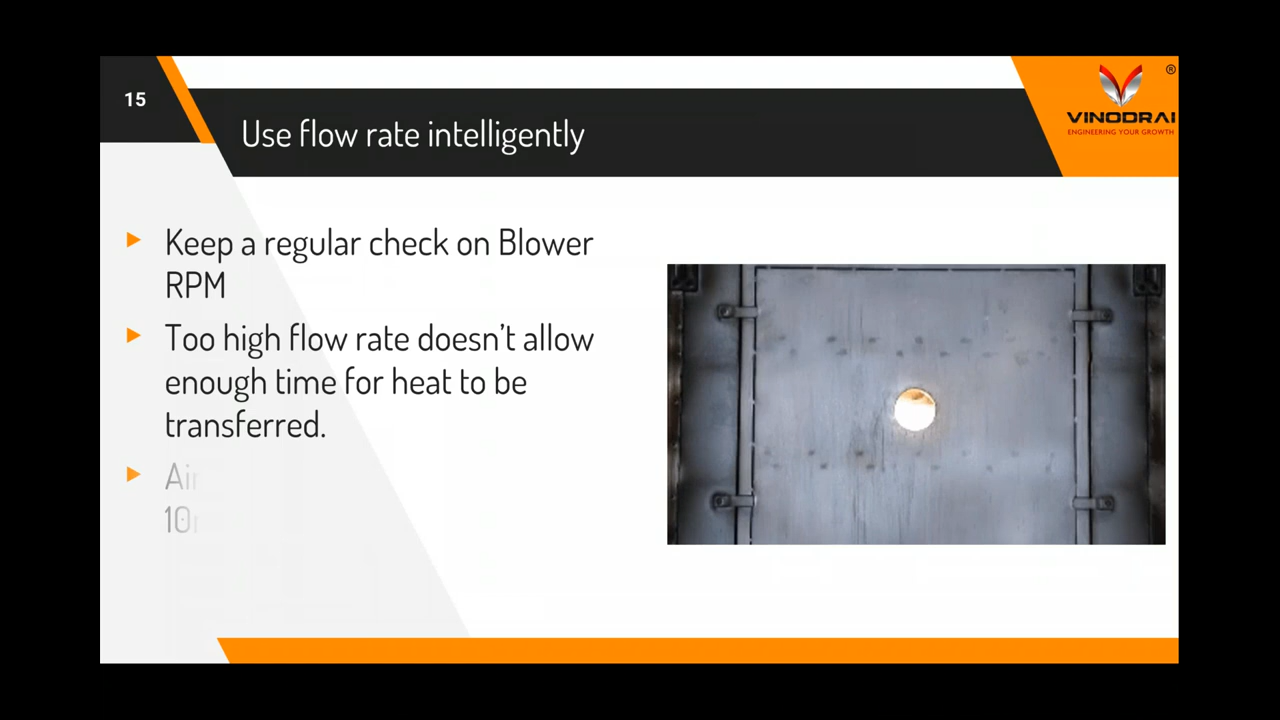 15
Use flow rate intelligently
®
VINODRAI
ENGINEERING YOUR GROWTH
Keep a regular check on Blower
RPM
Too high flow rate doesn't allow
enough time for heat to be
transferred.